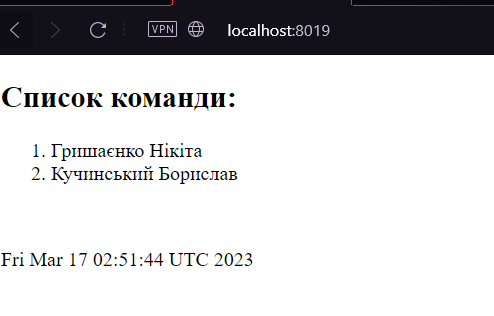 VPN localhost:8019
Список команди:
1. Гришаєнко Нікіта
2. Кучинський Борислав
Fri Mar 17 02:51:44 UTC 2023